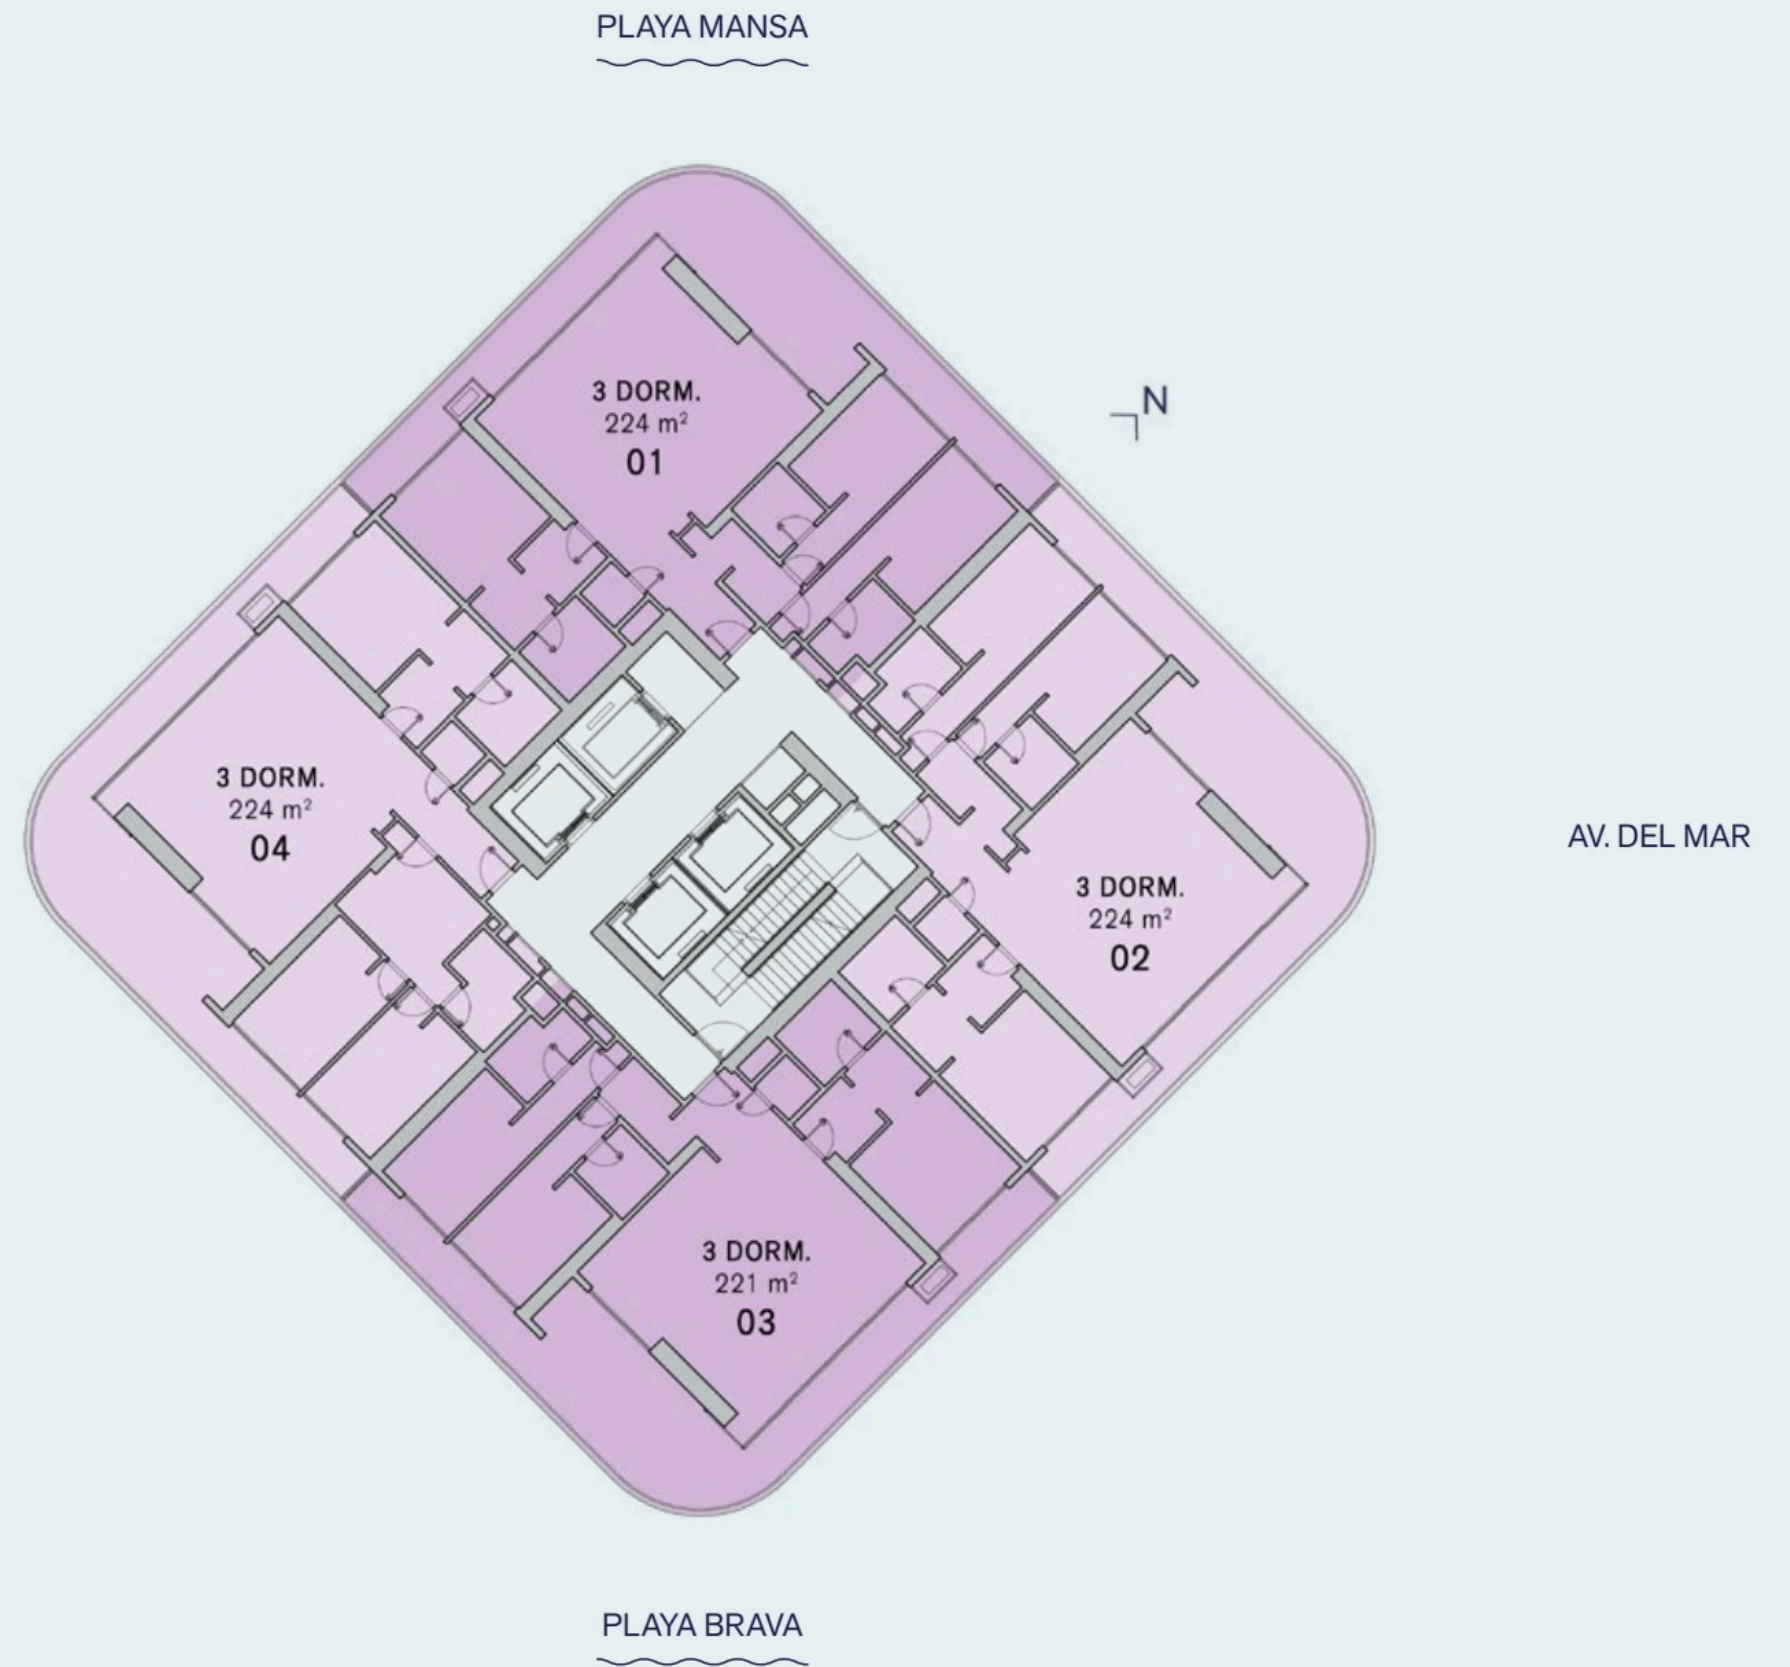 PLAYA MANSA
3 DORM.
224 m²
01
N
3 DORM.
224 m²
04
AV. DEL MAR
3 DORM.
224 m²
02
3 DORM.
221 m²
03
PLAYA BRAVA